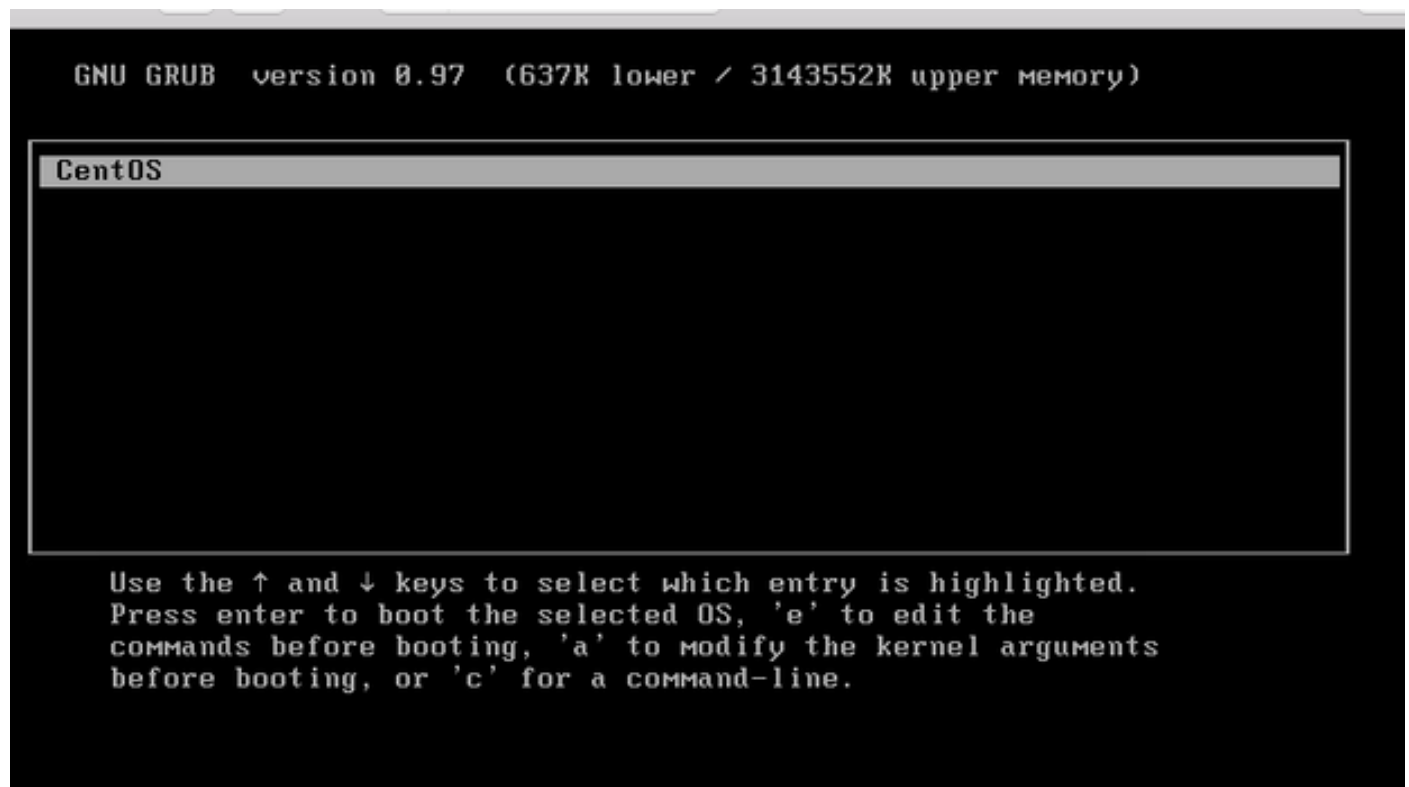 GNU GRUB version 0.97 (637K lower / 3143552K upper memory)
CentOS
Use the ↑ and ↓ keys to select which entry is highlighted.
Press enter to boot the selected OS, 'e' to edit the
commands before booting, 'a' to modify the kernel arguments
before booting, or 'c' for a command-line.